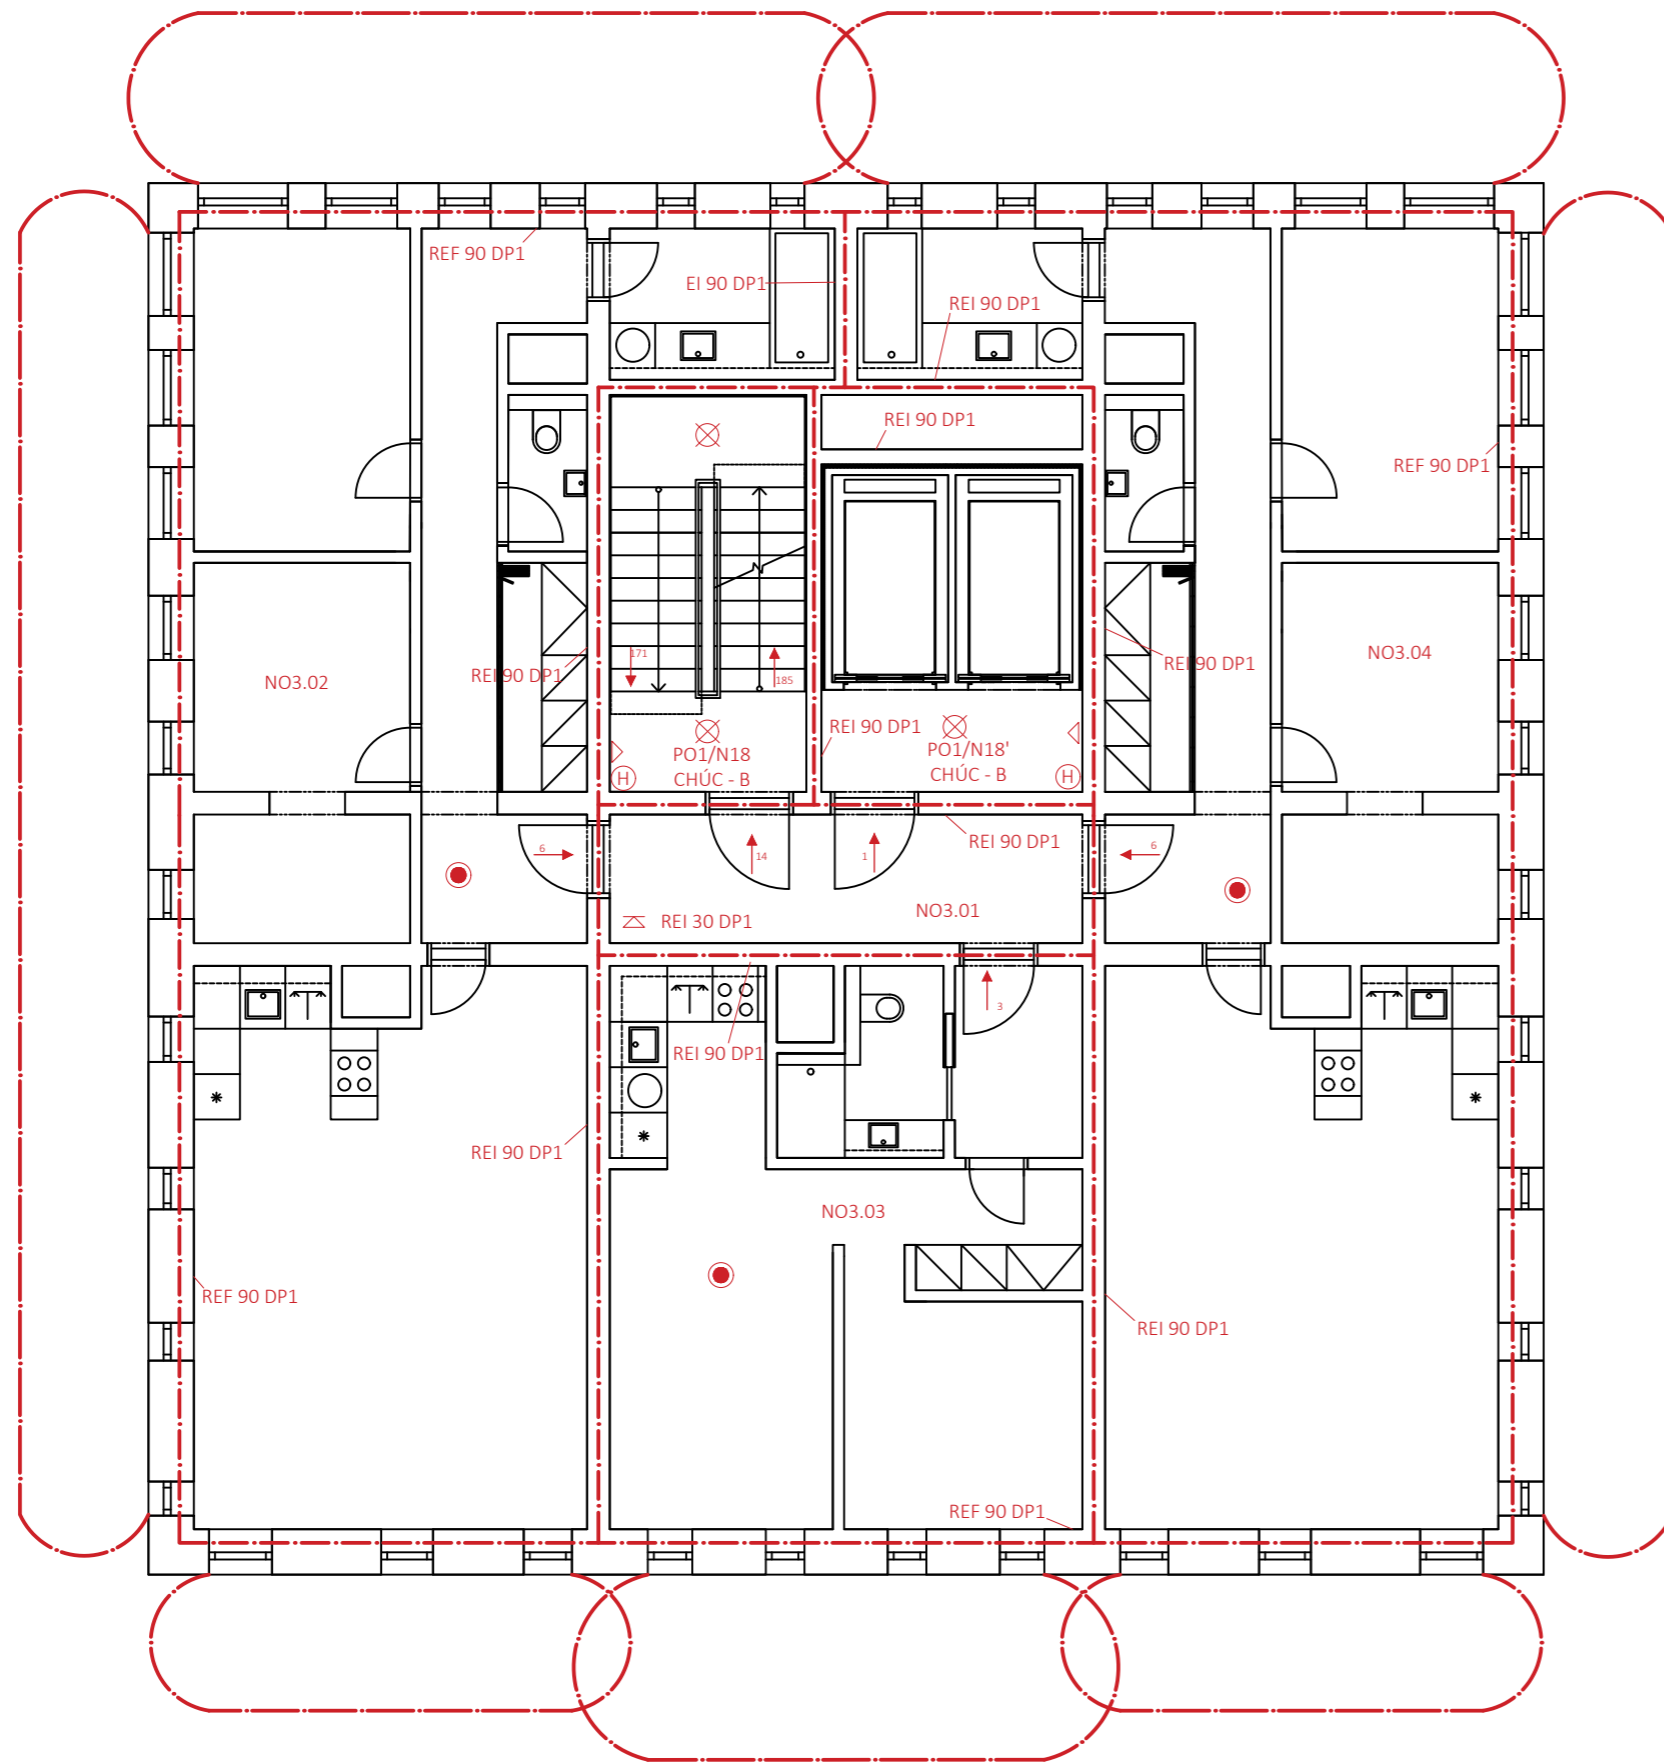 REF 90 DP1
EI 90 DP1
REI 90 DP1
REI 90 DP1
REF 90 DP1
171
185
REI 90 DP1
NO3.02
REI 90 DP1
NO3.04
REI 90 DP1
PO1/N18
CHÚC - B
H
PO1/N18'
CHÚC - B
H
6
14
1
REI 90 DP1
6
REI 30 DP1
NO3.01
3
REI 90 DP1
REI 90 DP1
NO3.03
REF 90 DP1
REI 90 DP1
REF 90 DP1